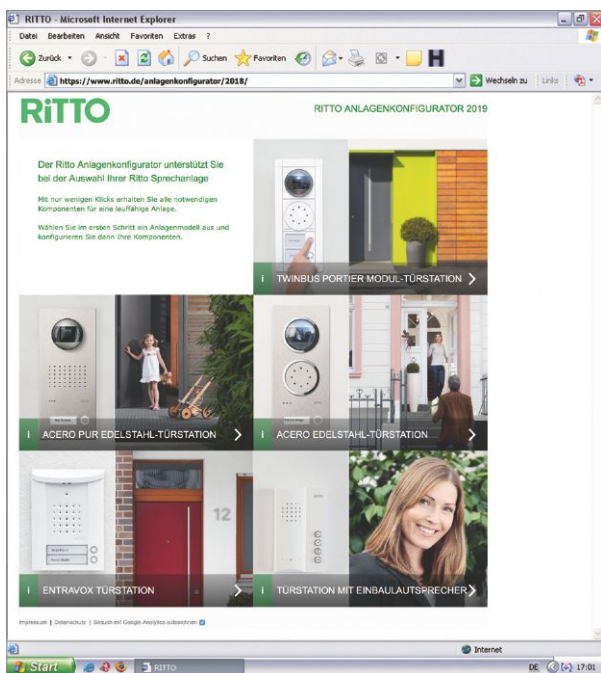 RITTO - Microsoft Internet Explorer
Datei Bearbeiten Ansicht Favoriten Extras ?
Zurück Suchen Favoriten
Adresse https://www.ritto.de/anlagenkonfigurator/2018/ Wechseln zu Links
RiTTO
RITTO ANLAGENKONFIGURATOR 2019
Der Ritto Anlagenkonfigurator unterstützt Sie
bei der Auswahl Ihrer Ritto Sprechanlage
Mit nur wenigen Klicks erhalten Sie alle notwendigen
Komponenten für eine lauffähige Anlage.
Wählen Sie im ersten Schritt ein Anlagenmodell aus und
konfigurieren Sie dann Ihre Komponenten.
i TWINBUS PORTIER MODUL-TÜRSTATION
i ACERO PUR EDELSTAHL-TÜRSTATION
i ACERO EDELSTAHL-TÜRSTATION
12
i ENTRAVOX TÜRSTATION
i TÜRSTATION MIT EINBAULAUTSPRECHER
Impressum | Datenschutz | Besuch mit Google Analytics aufzeichnen
Internet
Start RITTO DE 17:01